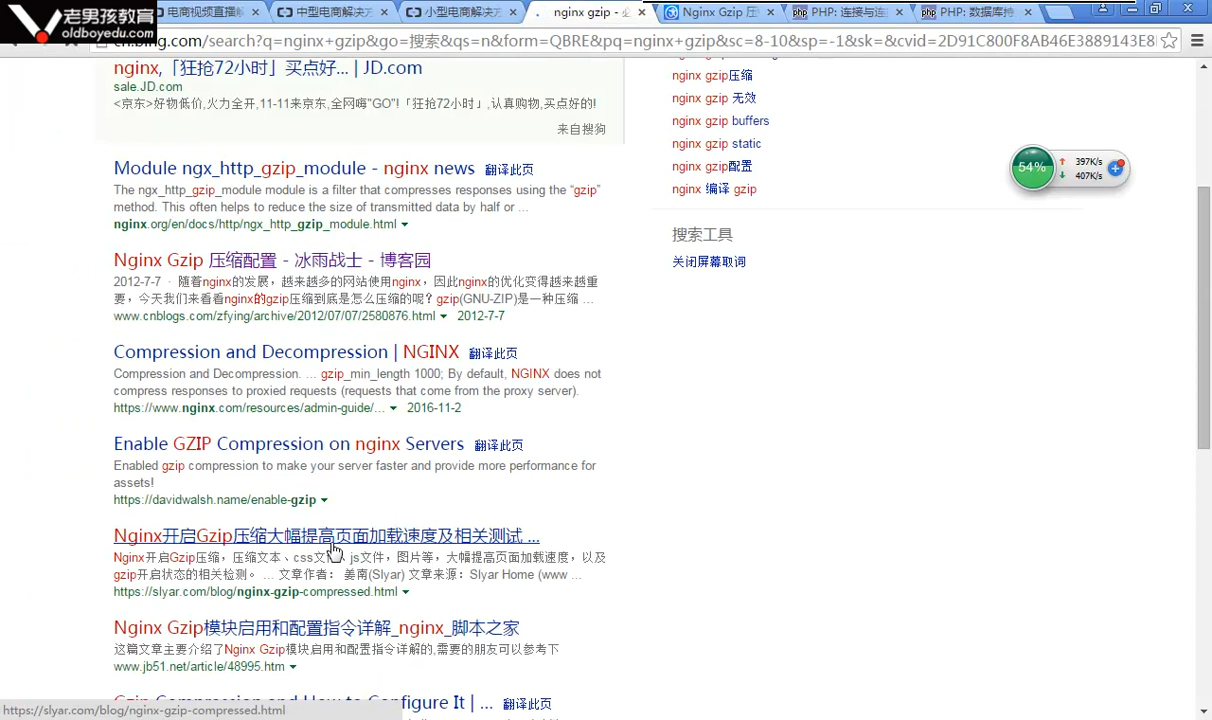 老男孩教育
oldboyedu.com
电商视频直播解
中型电商解决方
小型电商解决方
nginx gzip - 必
Nginx Gzip 压
PHP: 连接与连
PHP: 数据库持
cn.bing.com/search?q=nginx+gzip&go=搜索&qs=n&form=QBRE&pq=nginx+gzip&sc=8-10&sp=-1&sk=&cvid=2D91C800F8AB46E3889143E8
nginx,「狂抢72小时」买点好... | JD.com
sale.JD.com
<京东>好物低价,火力全开,11-11来京东,全网嗨"GO"!「狂抢72小时」,认真购物,买点好的!
来自搜狗
Module ngx_http_gzip_module - nginx news 翻译此页
The ngx_http_gzip_module module is a filter that compresses responses using the “gzip”
method. This often helps to reduce the size of transmitted data by half or ...
nginx.org/en/docs/http/ngx_http_gzip_module.html
Nginx Gzip 压缩配置 - 冰雨战士 - 博客园
2012-7-7 · 随着nginx的发展，越来越多的网站使用nginx，因此nginx的优化变得越来越重
要，今天我们来看看nginx的gzip压缩到底是怎么压缩的呢？gzip(GNU-ZIP)是一种压缩 ...
www.cnblogs.com/zfying/archive/2012/07/07/2580876.html 2012-7-7
Compression and Decompression | NGINX 翻译此页
Compression and Decompression. ... gzip_min_length 1000; By default, NGINX does not
compress responses to proxied requests (requests that come from the proxy server).
https://www.nginx.com/resources/admin-guide/... 2016-11-2
Enable GZIP Compression on nginx Servers 翻译此页
Enabled gzip compression to make your server faster and provide more performance for
assets!
https://davidwalsh.name/enable-gzip
Nginx开启Gzip压缩大幅提高页面加载速度及相关测试 ...
Nginx开启Gzip压缩，压缩文本、css文 、js文件，图片等，大幅提高页面加载速度，以及
gzip开启状态的相关检测。 ... 文章作者： 姜南(Slyar) 文章来源：Slyar Home (www ...
https://slyar.com/blog/nginx-gzip-compressed.html
Nginx Gzip模块启用和配置指令详解_nginx_脚本之家
这篇文章主要介绍了Nginx Gzip模块启用和配置指令详解的,需要的朋友可以参考下
www.jb51.net/article/48995.htm
Gzip Compression and How to Configure It | ... 翻译此页
https://slyar.com/blog/nginx-gzip-compressed.html
nginx gzip压缩
nginx gzip 无效
nginx gzip buffers
nginx gzip static
nginx gzip配置
nginx 编译 gzip
搜索工具
关闭屏幕取词
54%
397K/s
407K/s